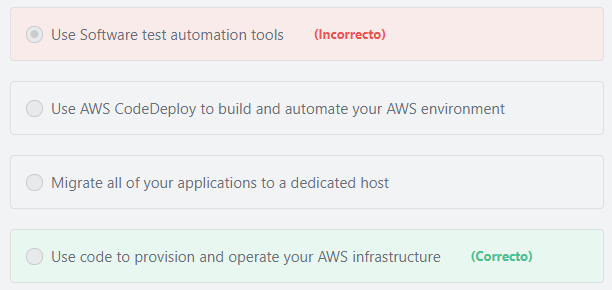 Use Software test automation tools (Incorrecto)
Use AWS CodeDeploy to build and automate your AWS environment
Migrate all of your applications to a dedicated host
Use code to provision and operate your AWS infrastructure (Correcto)